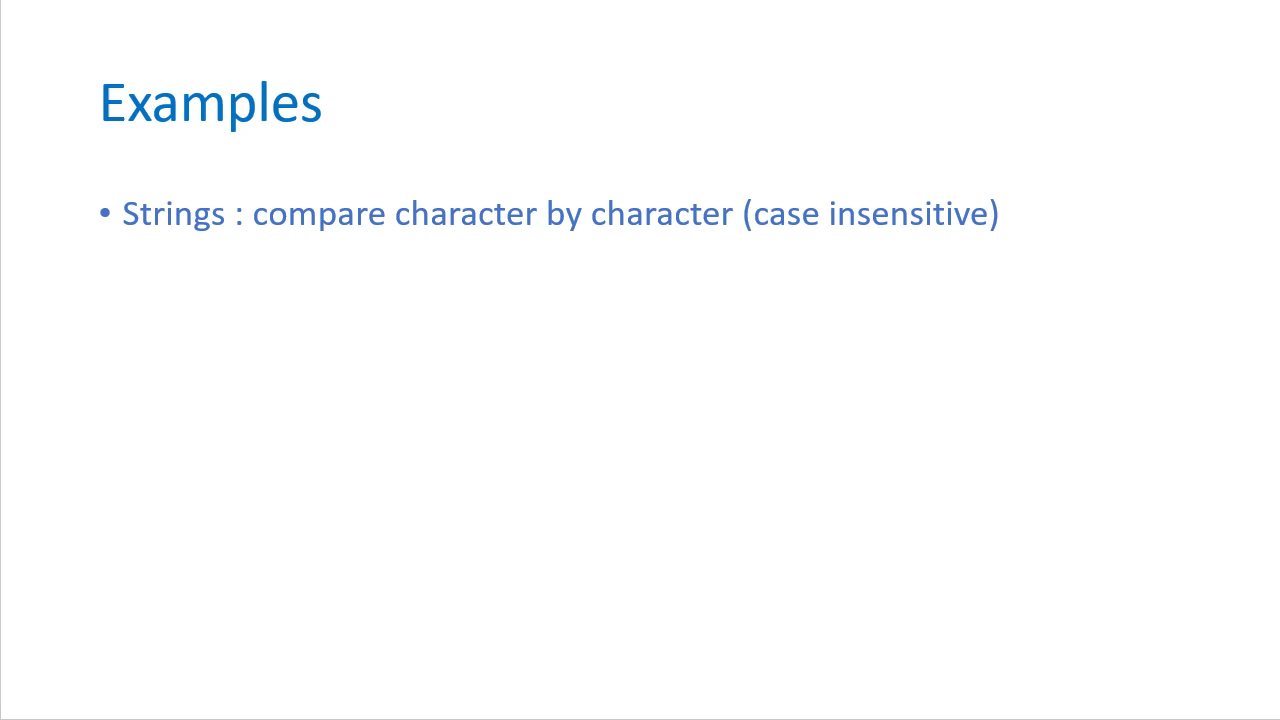 Examples
• Strings : compare character by character (case insensitive)